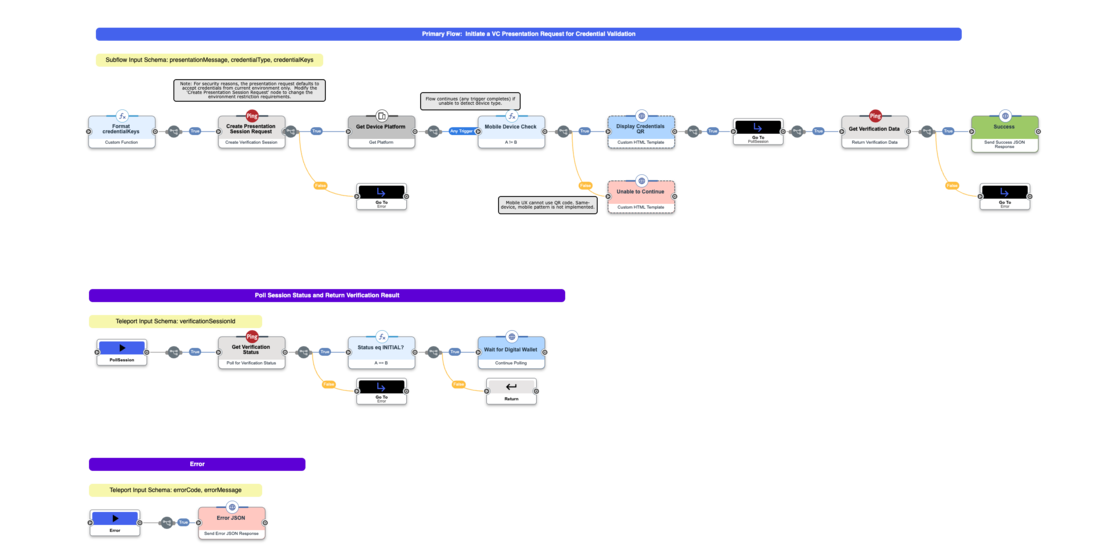 Primary Flow: Initiate a VC Presentation Request for Credential Validation
Subflow Input Schema: presentationMessage, credentialType, credentialKeys
Note: For security reasons, the presentation request defaults to
accept credentials from current environment only. Modify the
'Create Presentation Session Request' node to change the
environment restriction requirements.
Flow continues (any trigger completes) if
unable to detect device type.
Format
credentialKeys
Custom Function
True
Ping
Create Presentation
Session Request
Create Verification Session
True
Get Device Platform
Get Platform
Any Trigger
Mobile Device Check
A != B
True
Display Credentials
QR
Custom HTML Template
True
Go To
PollSession
True
Ping
Get Verification Data
Return Verification Data
True
Success
Send Success JSON
Response
False
Go To
Error
False
Unable to Continue
Custom HTML Template
Mobile UX cannot use QR code. Same-
device, mobile pattern is not implemented.
False
Go To
Error
Poll Session Status and Return Verification Result
Teleport Input Schema: verificationSessionId
PollSession
True
Ping
Get Verification
Status
Poll for Verification Status
True
Status eq INITIAL?
A == B
True
Wait for Digital Wallet
Continue Polling
False
Go To
Error
False
Return
Error
Teleport Input Schema: errorCode, errorMessage
Error
True
Error JSON
Send Error JSON Response